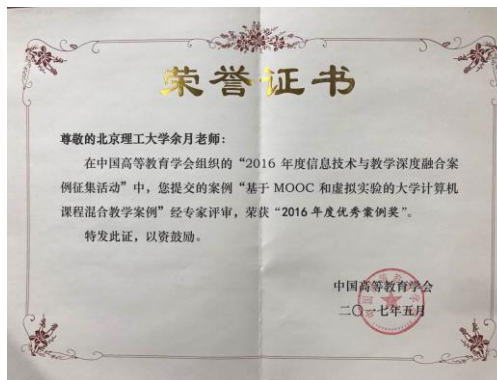 荣誉证书
尊敬的北京理工大学余月老师：
在中国高等教育学会组织的“2016 年度信息技术与教学深度融合案
例征集活动”中，您提交的案例“基于 MOOC 和虚拟实验的大学计算机
课程混合教学案例”经专家评审，荣获“2016 年度优秀案例奖”。
特发此证，以资鼓励。
中国高等教育学会
二〇一七年五月